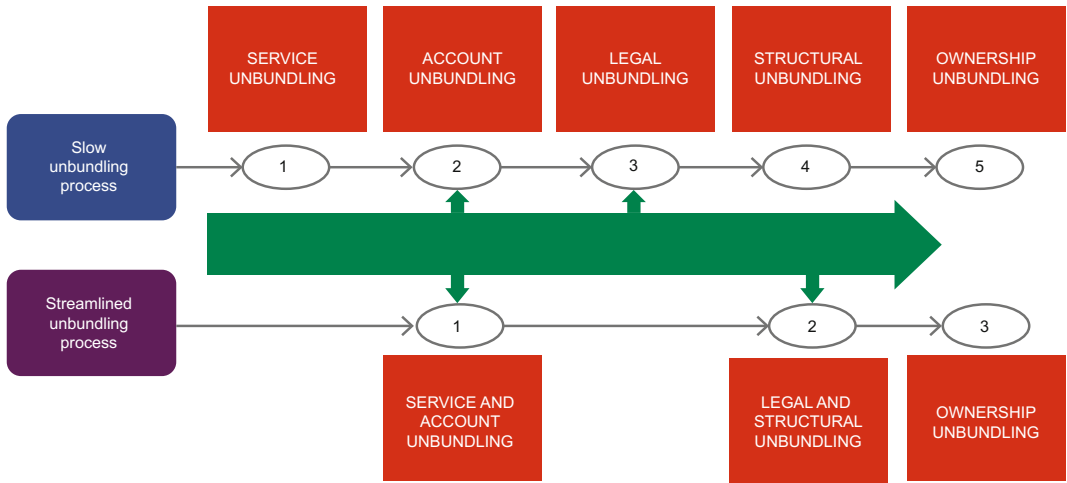 SERVICE
UNBUNDLING
ACCOUNT
UNBUNDLING
LEGAL
UNBUNDLING
STRUCTURAL
UNBUNDLING
OWNERSHIP
UNBUNDLING
Slow
unbundling
process
1
2
3
4
5
Streamlined
unbundling
process
1
2
3
SERVICE AND
ACCOUNT
UNBUNDLING
LEGAL AND
STRUCTURAL
UNBUNDLING
OWNERSHIP
UNBUNDLING